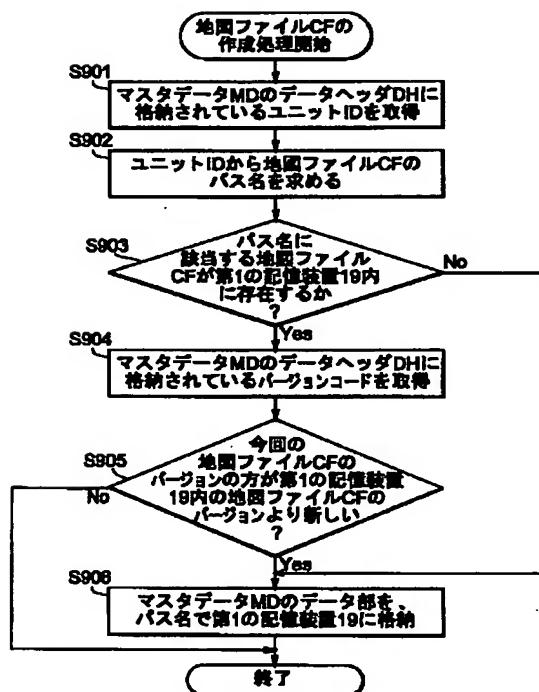 地図ファイルCFの
作成処理開始
S901
マスタデータMDのデータヘッダDHに
格納されているユニットIDを取得
S902
ユニットIDから地図ファイルCFの
パス名を求める
S903
パス名に
該当する地図ファイル
CFが第1の記憶装置19内
に存在するか
?
No
Yes
S904
マスタデータMDのデータヘッダDHに
格納されているバージョンコードを取得
S905
今回の
地図ファイルCFの
バージョンの方が第1の記憶装置
19内の地図ファイルCFの
バージョンより新しい
?
No
Yes
S906
マスタデータMDのデータ部を、
パス名で第1の記憶装置19に格納
終了